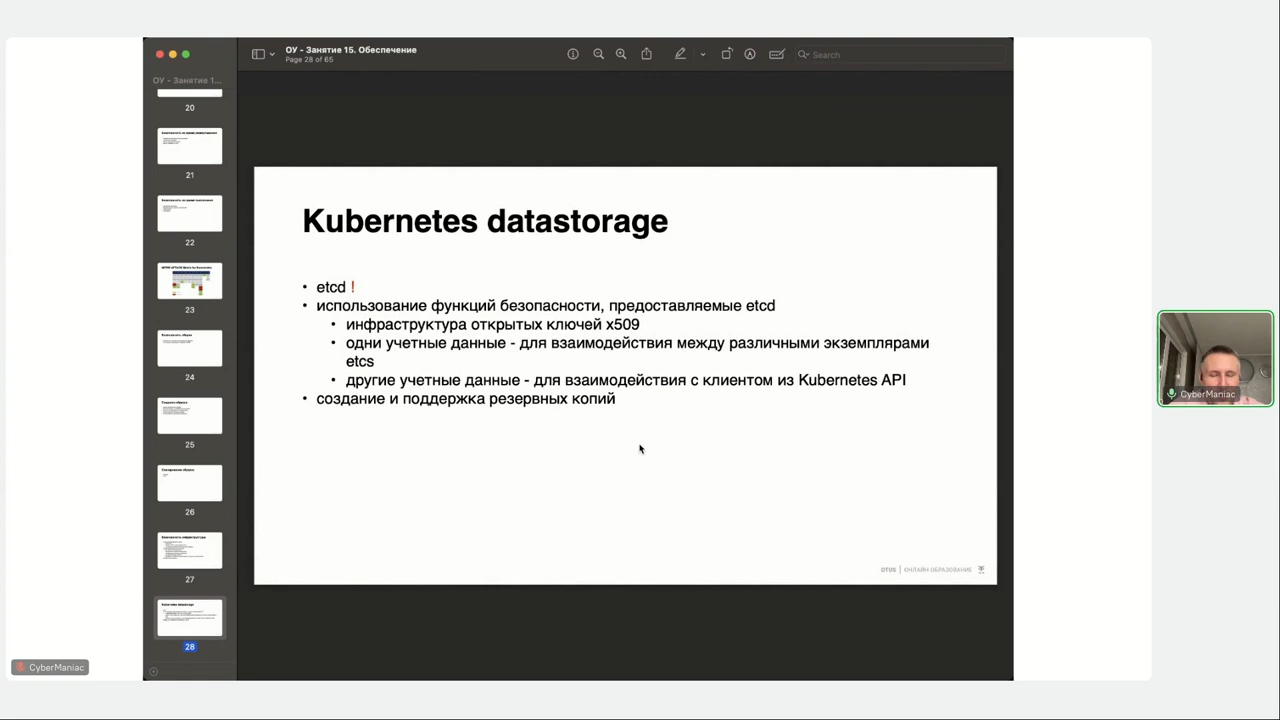 ОУ - Занятие 15. Обеспечение
Page 28 of 65
Search
ОУ - Занятие 1...
20
21
22
23
24
25
26
27
28
Kubernetes datastorage
• etcd !
• использование функций безопасности, предоставляемые etcd
• инфраструктура открытых ключей x509
• одни учетные данные - для взаимодействия между различными экземплярами
etcs
• другие учетные данные - для взаимодействия с клиентом из Kubernetes API
• создание и поддержка резервных копий
OTUS | ОНЛАЙН ОБРАЗОВАНИЕ
CyberManiac
CyberManiac